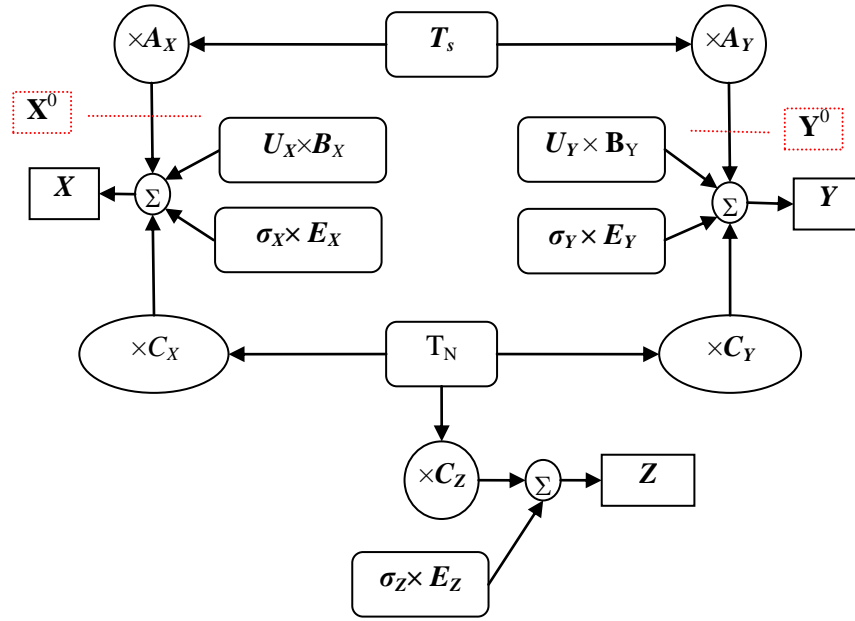 ×A_X
T_s
×A_Y
X^0
Y^0
U_X×B_X
U_Y × B_Y
X
Σ
Σ
Y
σ_X× E_X
σ_Y × E_Y
×C_X
T_N
×C_Y
×C_Z
Σ
Z
σ_Z× E_Z